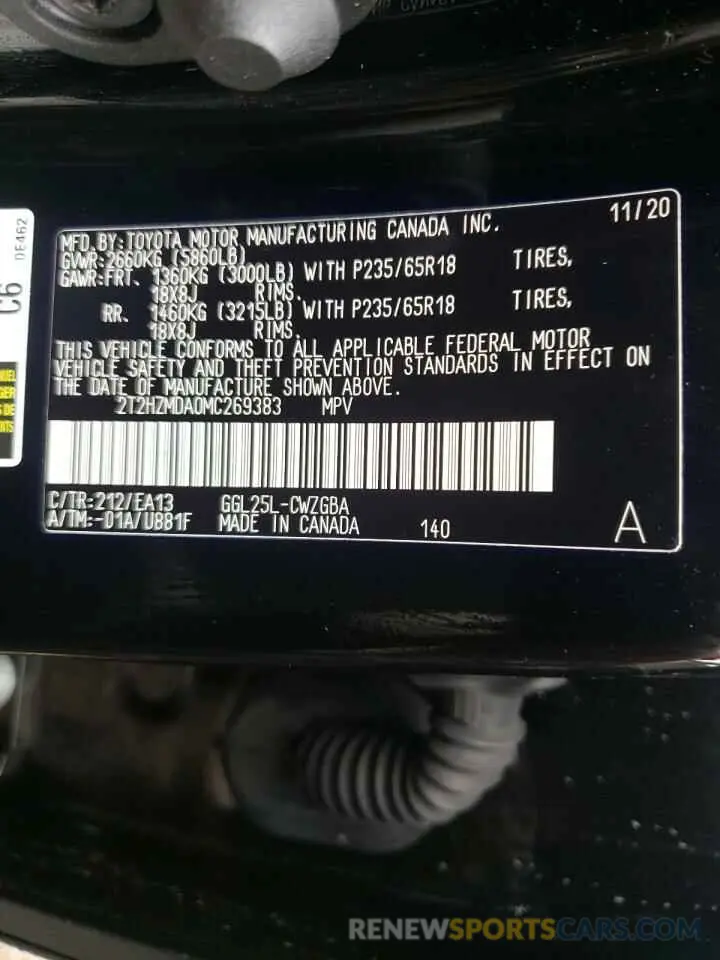 11/20
MFD. BY: TOYOTA MOTOR MANUFACTURING CANADA INC.
GVWR: 2660KG (5860LB)
GAWR: FRT. 1360KG (3000LB) WITH P235/65R18 TIRES,
18X8J RIMS.
RR. 1460KG (3215LB) WITH P235/65R18 TIRES,
18X8J RIMS.
THIS VEHICLE CONFORMS TO ALL APPLICABLE FEDERAL MOTOR
VEHICLE SAFETY AND THEFT PREVENTION STANDARDS IN EFFECT ON
THE DATE OF MANUFACTURE SHOWN ABOVE.
2T2HZMDA0MC269383 MPV
C/TR: 212/EA13 GGL25L-CWZGBA
A/TM: -01A/U881F MADE IN CANADA 140 A
C6
06462
RENEWSPORTSCARS.COM